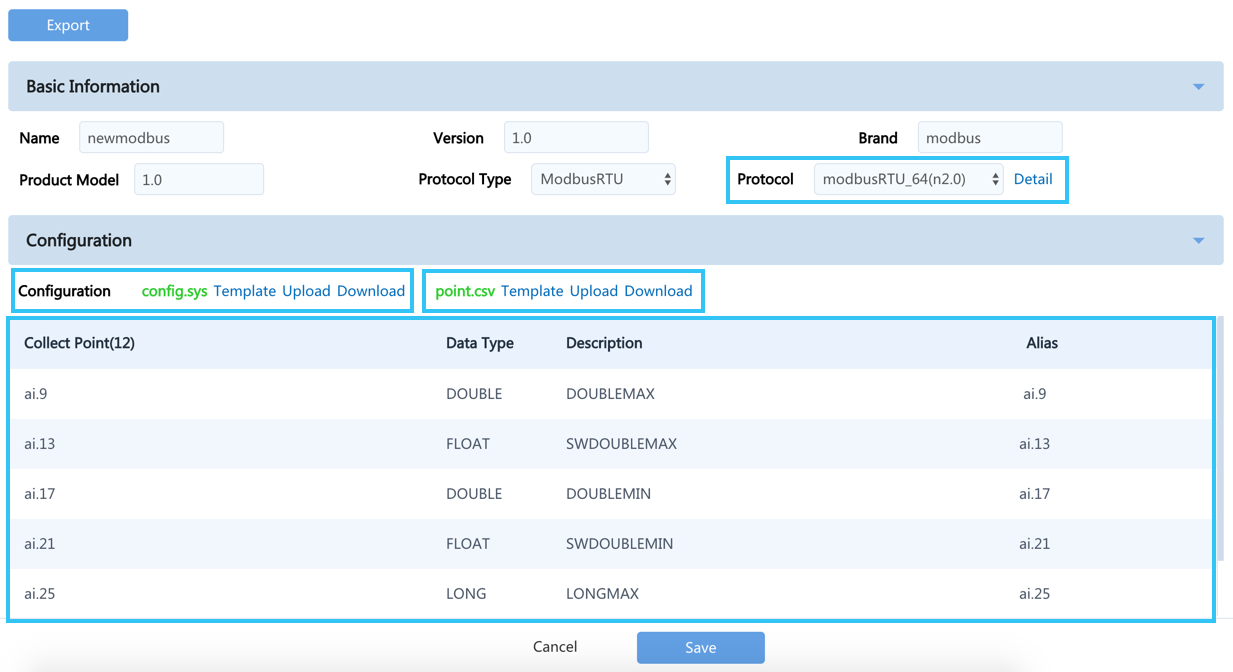 Export
Basic Information
Name newmodbus Version 1.0 Brand modbus
Product Model 1.0 Protocol Type ModbusRTU Protocol modbusRTU_64(n2.0) Detail
Configuration
Configuration config.sys Template Upload Download point.csv Template Upload Download
Collect Point(12) Data Type Description Alias
ai.9 DOUBLE DOUBLEMAX ai.9
ai.13 FLOAT SWDOUBLEMAX ai.13
ai.17 DOUBLE DOUBLEMIN ai.17
ai.21 FLOAT SWDOUBLEMIN ai.21
ai.25 LONG LONGMAX ai.25
Cancel Save